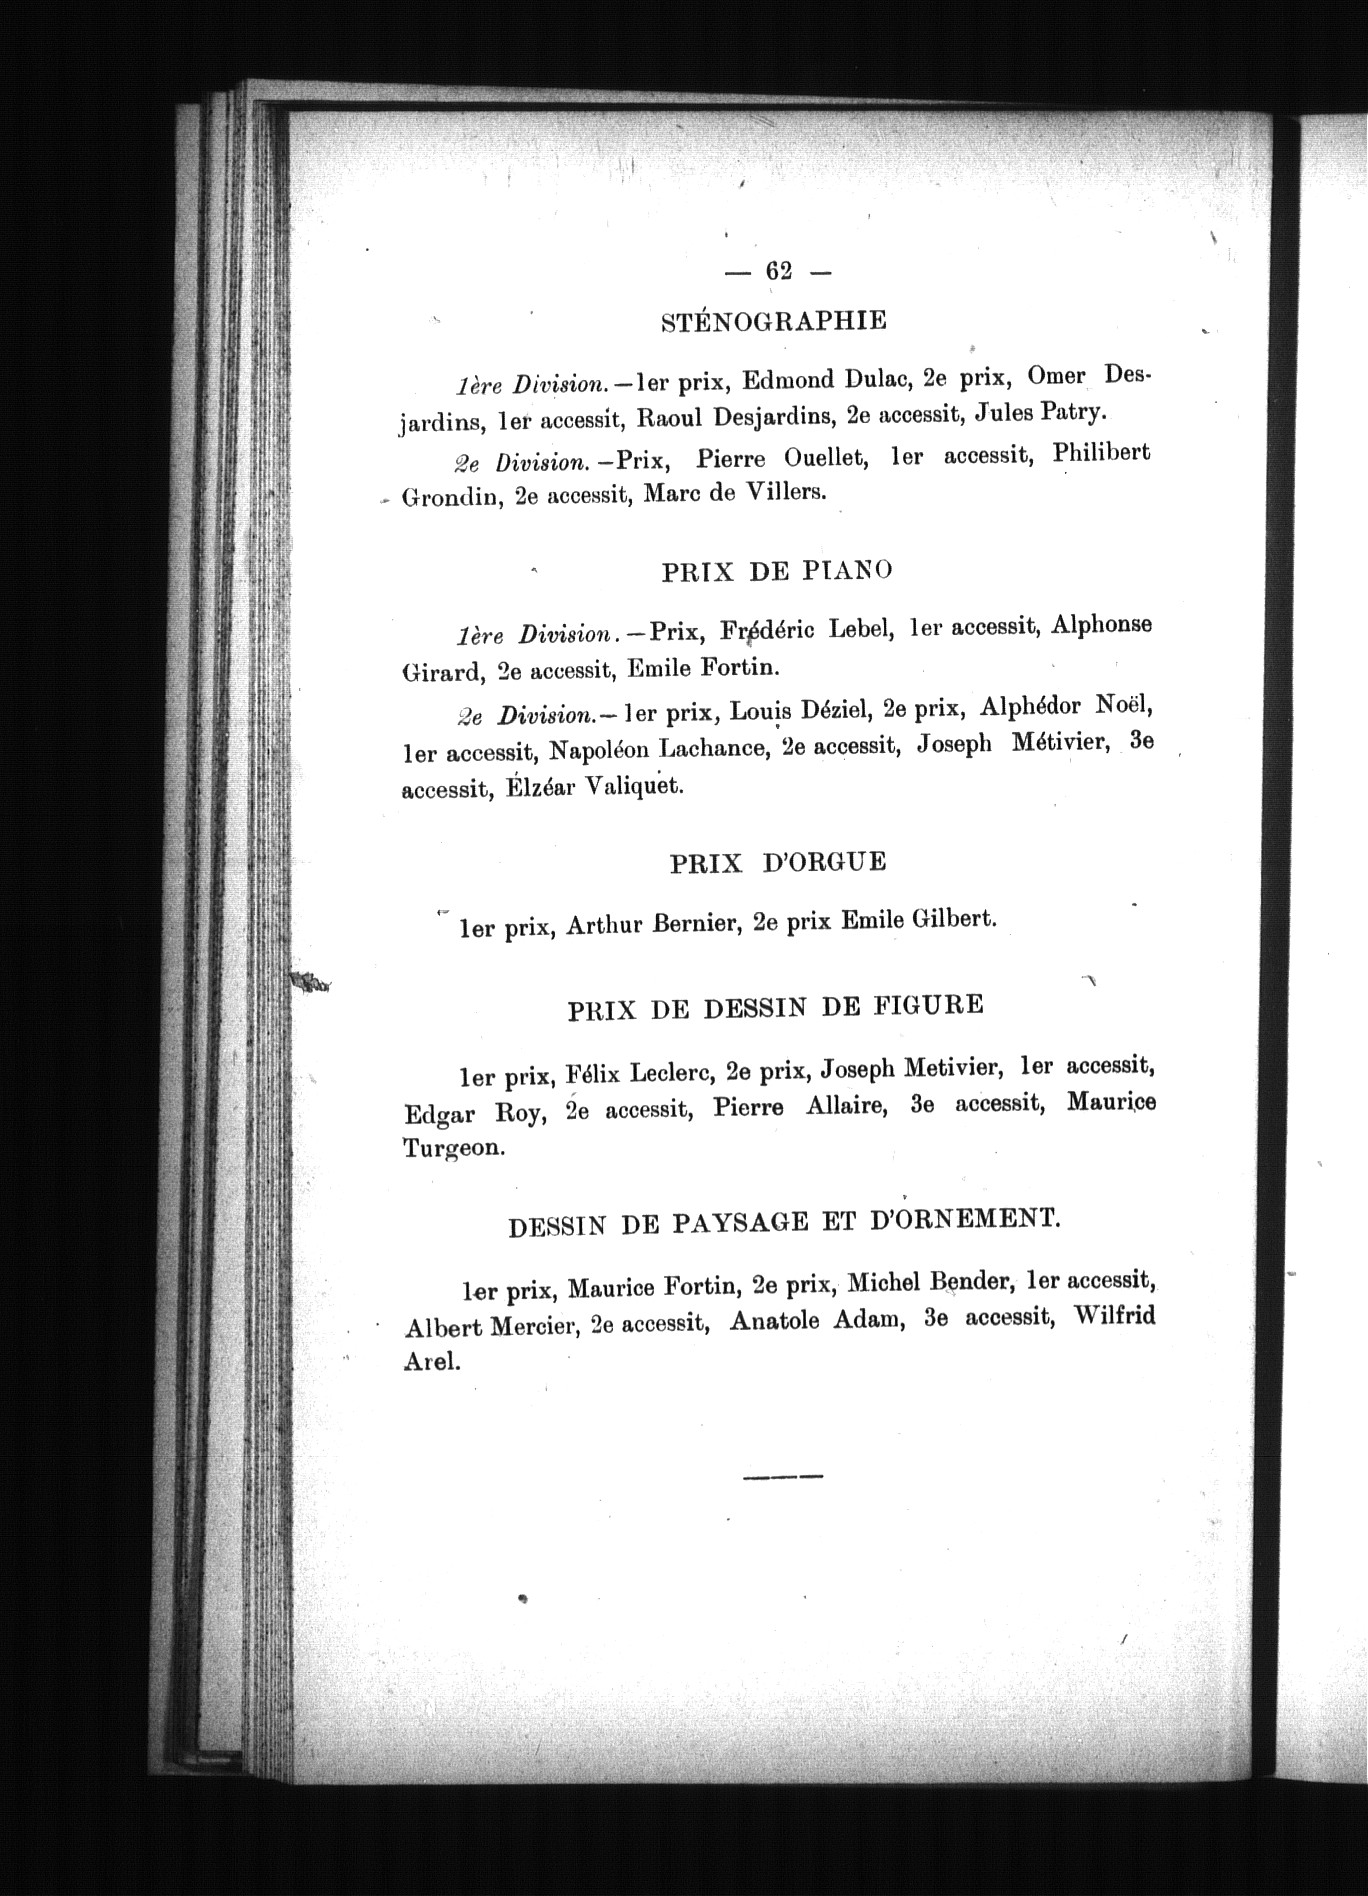 — 62 —
STÉNOGRAPHIE
1ère Division.—1er prix, Edmond Dulac, 2e prix, Omer Des-
jardins, 1er accessit, Raoul Desjardins, 2e accessit, Jules Patry.
2e Division.—Prix, Pierre Ouellet, 1er accessit, Philibert
Grondin, 2e accessit, Marc de Villers.
PRIX DE PIANO
1ère Division.—Prix, Frédéric Lebel, 1er accessit, Alphonse
Girard, 2e accessit, Emile Fortin.
2e Division.—1er prix, Louis Déziel, 2e prix, Alphédor Noël,
1er accessit, Napoléon Lachance, 2e accessit, Joseph Métivier, 3e
accessit, Élzéar Valiquet.
PRIX D'ORGUE
1er prix, Arthur Bernier, 2e prix Emile Gilbert.
PRIX DE DESSIN DE FIGURE
1er prix, Félix Leclerc, 2e prix, Joseph Metivier, 1er accessit,
Edgar Roy, 2e accessit, Pierre Allaire, 3e accessit, Maurice
Turgeon.
DESSIN DE PAYSAGE ET D'ORNEMENT.
1er prix, Maurice Fortin, 2e prix, Michel Bender, 1er accessit,
Albert Mercier, 2e accessit, Anatole Adam, 3e accessit, Wilfrid
Arel.